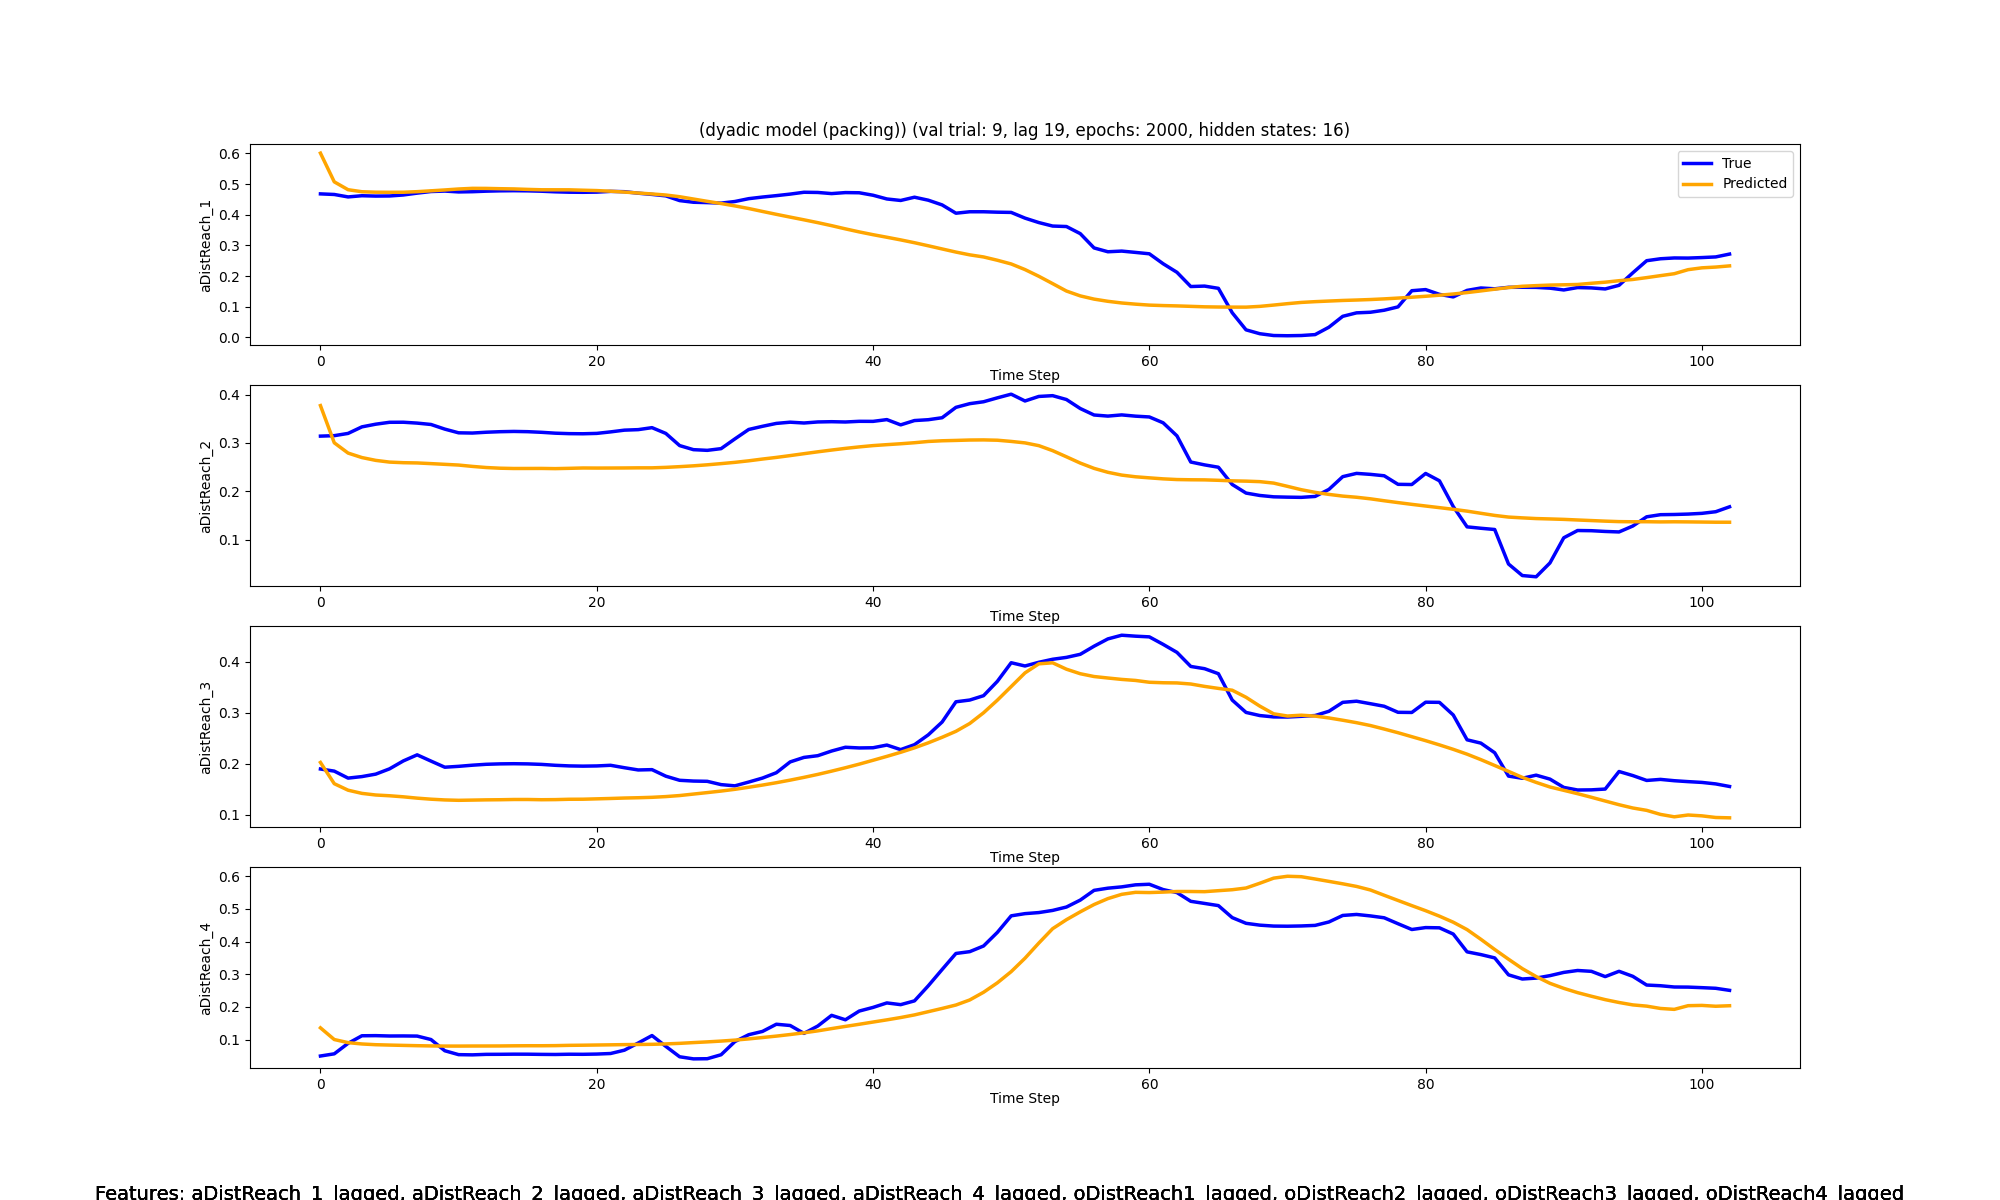 (dyadic model (packing)) (val trial: 9, lag 19, epochs: 2000, hidden states: 16)
True
Predicted
aDistReach_1
0.6
0.5
0.4
0.3
0.2
0.1
0.0
0 20 40 60 80 100
Time Step
aDistReach_2
0.4
0.3
0.2
0.1
0 20 40 60 80 100
Time Step
aDistReach_3
0.4
0.3
0.2
0.1
0 20 40 60 80 100
Time Step
aDistReach_4
0.6
0.5
0.4
0.3
0.2
0.1
0 20 40 60 80 100
Time Step
Features: aDistReach_1_lagged, aDistReach_2_lagged, aDistReach_3_lagged, aDistReach_4_lagged, oDistReach1_lagged, oDistReach2_lagged, oDistReach3_lagged, oDistReach4_lagged